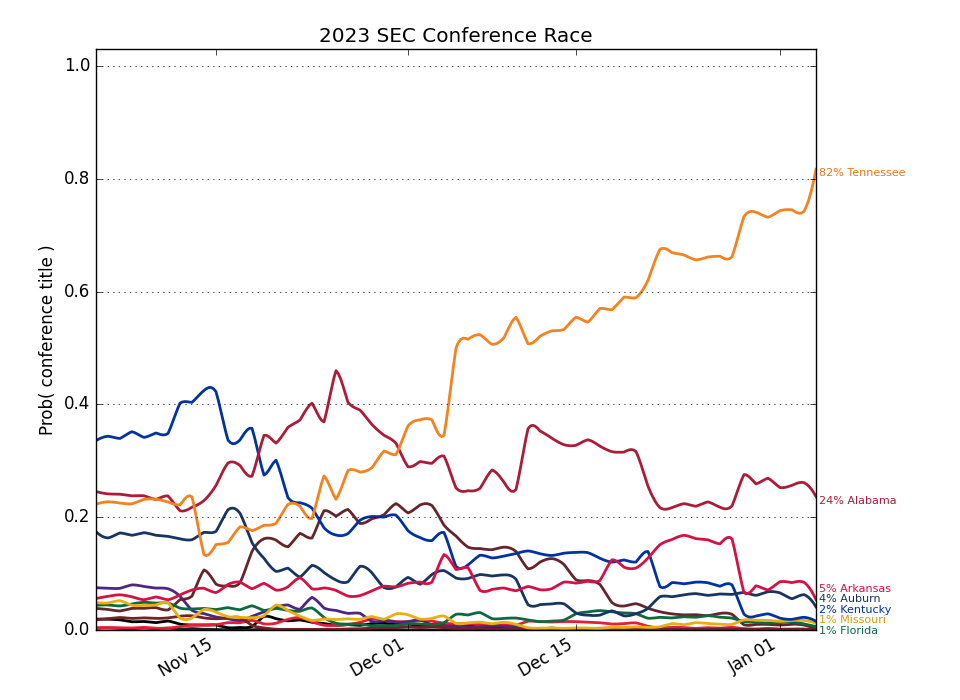 2023 SEC Conference Race
Prob( conference title )
1.0
0.8
0.6
0.4
0.2
0.0
82% Tennessee
24% Alabama
5% Arkansas
4% Auburn
2% Kentucky
1% Missouri
1% Florida
Nov 15
Dec 01
Dec 15
Jan 01